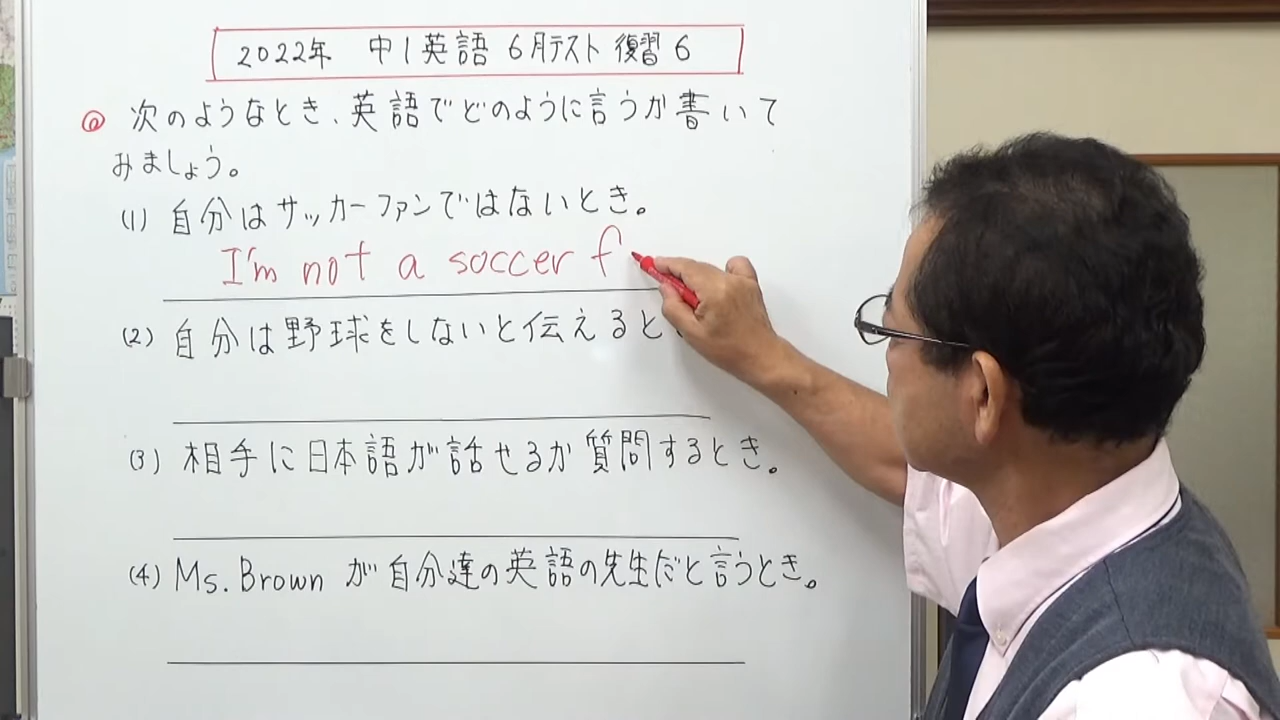 2022年 中1英語 6月テスト 復習6
◎ 次のようなとき、英語でどのように言うか書いて
みましょう。
(1) 自分はサッカーファンではないとき。
I'm not a soccer f
(2) 自分は野球をしないと伝えると
(3) 相手に日本語が話せるか質問するとき。
(4) Ms. Brown が自分達の英語の先生だと言うとき。